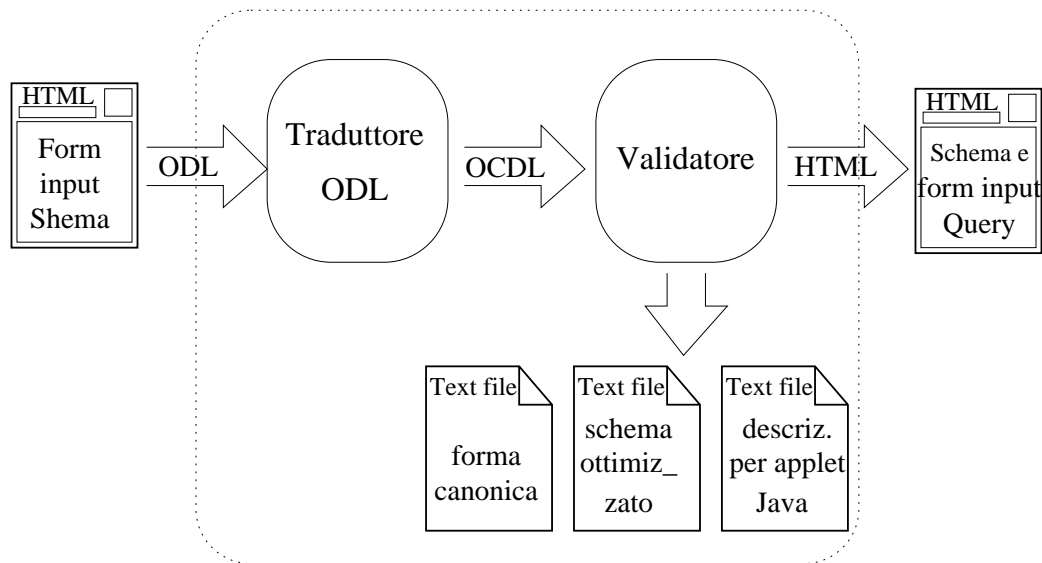 HTML
Form
input
Shema
ODL
Traduttore
ODL
OCDL
Validatore
HTML
HTML
Schema e
form input
Query
Text file
forma
canonica
Text file
schema
ottimiz_
zato
Text file
descriz.
per applet
Java